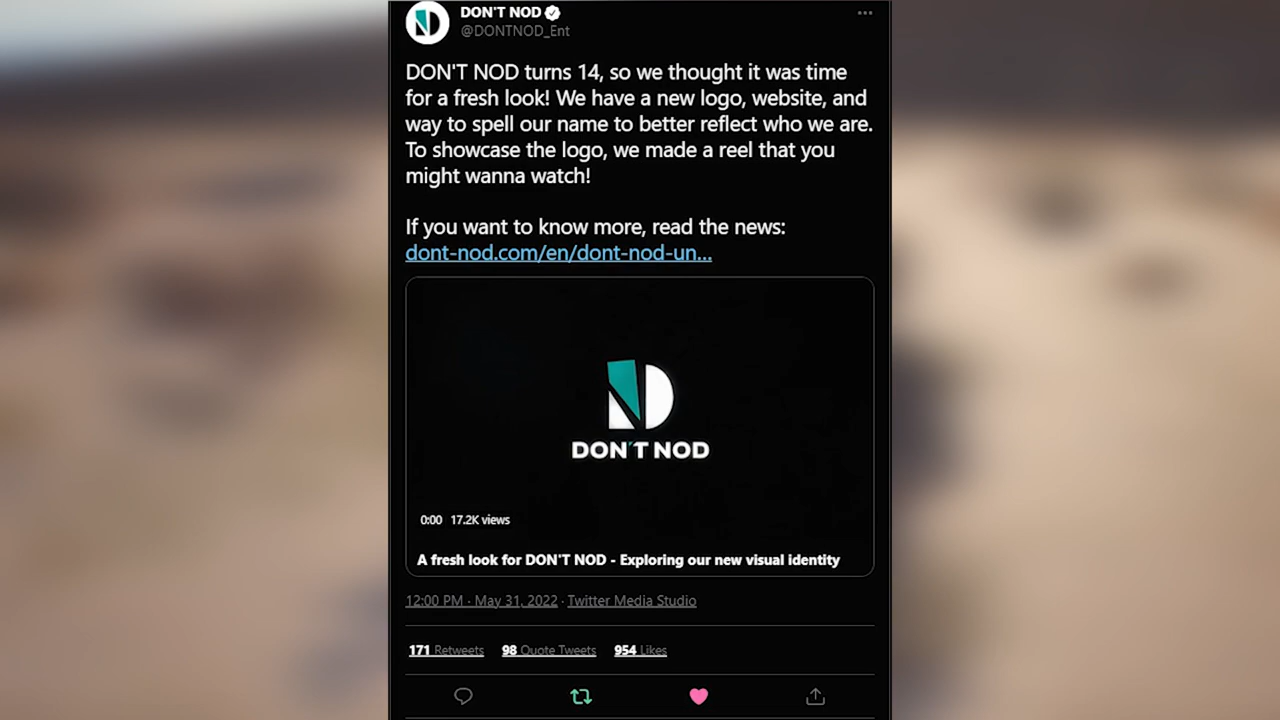 DON'T NOD
@DONTNOD_Ent
DON'T NOD turns 14, so we thought it was time
for a fresh look! We have a new logo, website, and
way to spell our name to better reflect who we are.
To showcase the logo, we made a reel that you
might wanna watch!
If you want to know more, read the news:
dont-nod.com/en/dont-nod-un...
DON'T NOD
0:00 17.2K views
A fresh look for DON'T NOD - Exploring our new visual identity
12:00 PM · May 31, 2022 · Twitter Media Studio
171 Retweets 98 Quote Tweets 954 Likes